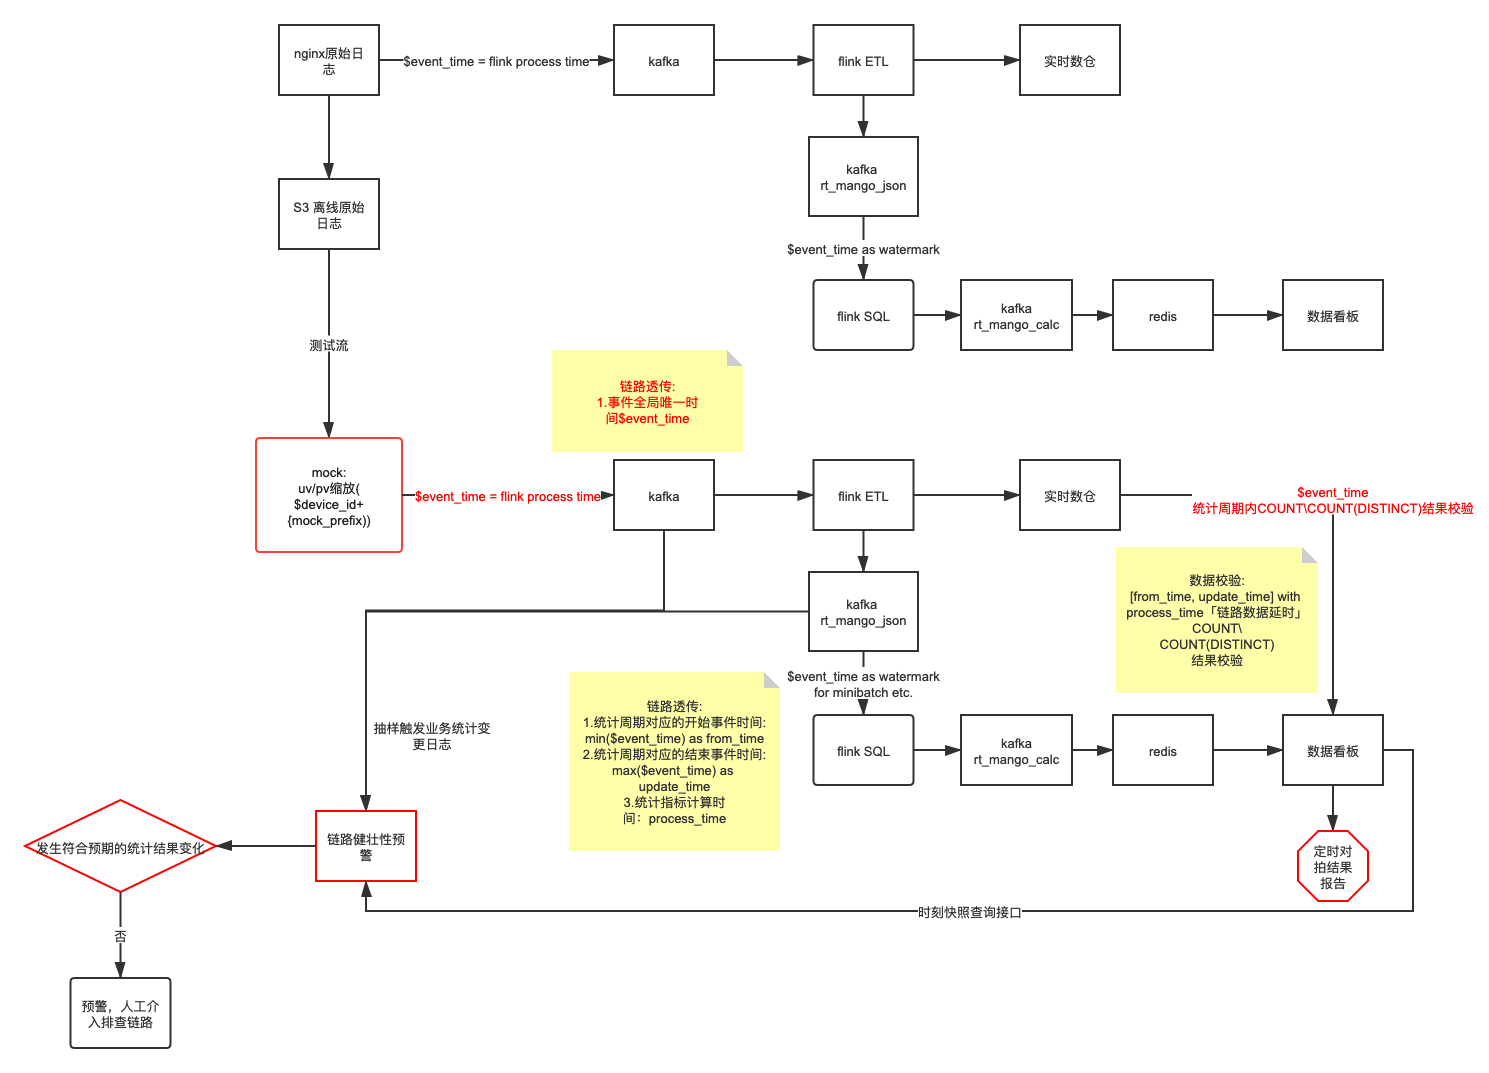 nginx原始日
志
$event_time = flink process time
kafka
flink ETL
实时数仓
kafka
rt_mango_json
S3 离线原始
日志
$event_time as watermark
flink SQL
kafka
rt_mango_calc
redis
数据看板
测试流
链路透传:
1.事件全局唯一时
间$event_time
mock:
uv/pv缩放(
$device_id+
{mock_prefix})
$event_time = flink process time
kafka
flink ETL
实时数仓
$event_time
统计周期内COUNT\COUNT(DISTINCT)结果校验
数据校验:
[from_time, update_time] with
process_time「链路数据延时」
COUNT\
COUNT(DISTINCT)
结果校验
kafka
rt_mango_json
$event_time as watermark
for minibatch etc.
链路透传:
1.统计周期对应的开始事件时间:
min($event_time) as from_time
2.统计周期对应的结束事件时间:
max($event_time) as
update_time
3.统计指标计算时
间：process_time
抽样触发业务统计变
更日志
flink SQL
kafka
rt_mango_calc
redis
数据看板
链路健壮性预
警
发生符合预期的统计结果变化
定时对
拍结果
报告
时刻快照查询接口
否
预警，人工介
入排查链路